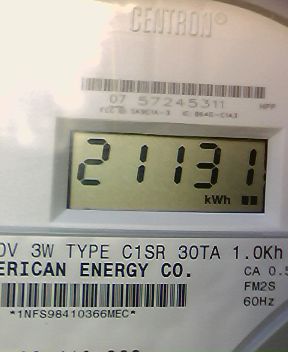 CENTRON®
07 57245311
21131
kWh
0V 3W TYPE C1SR 30TA 1.0Kh
ERICAN ENERGY CO.
CA 0.5
FM2S
60Hz
*1NFS98410366MEC*